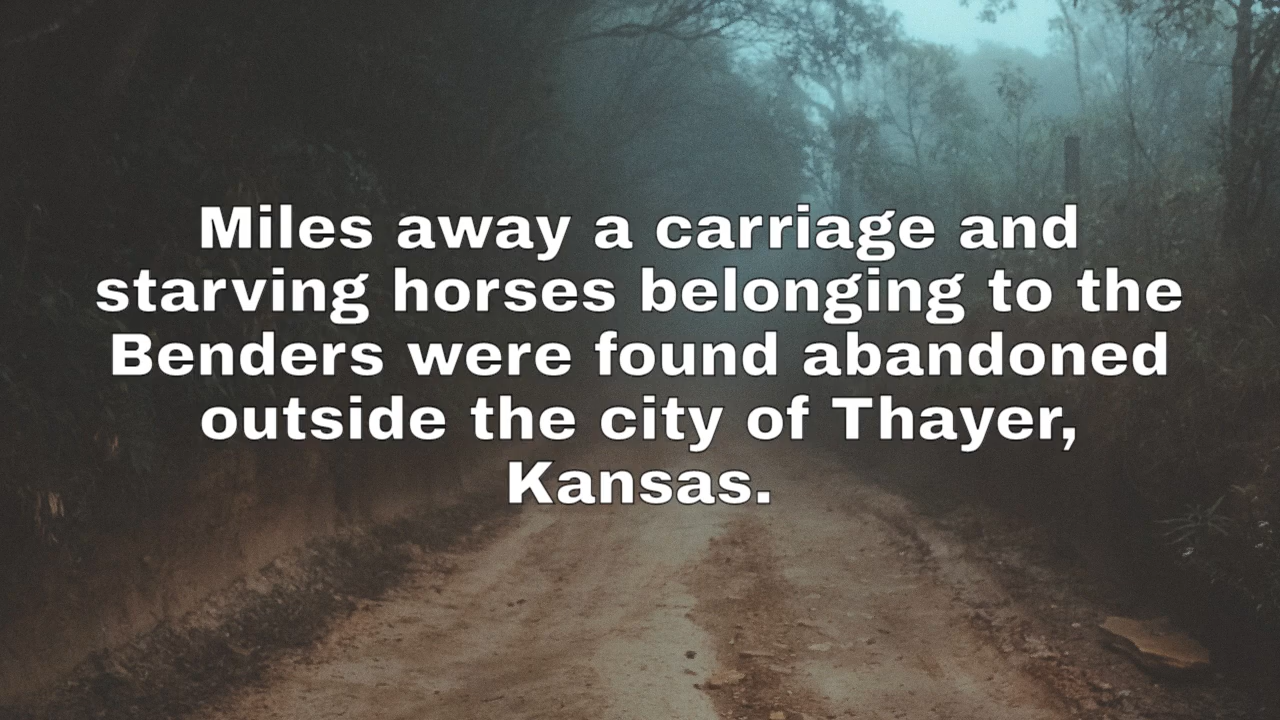 Miles away a carriage and
starving horses belonging to the
Benders were found abandoned
outside the city of Thayer,
Kansas.